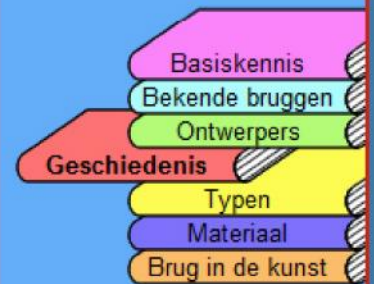 Basiskennis
Bekende bruggen
Ontwerpers
Geschiedenis
Typen
Materiaal
Brug in de kunst